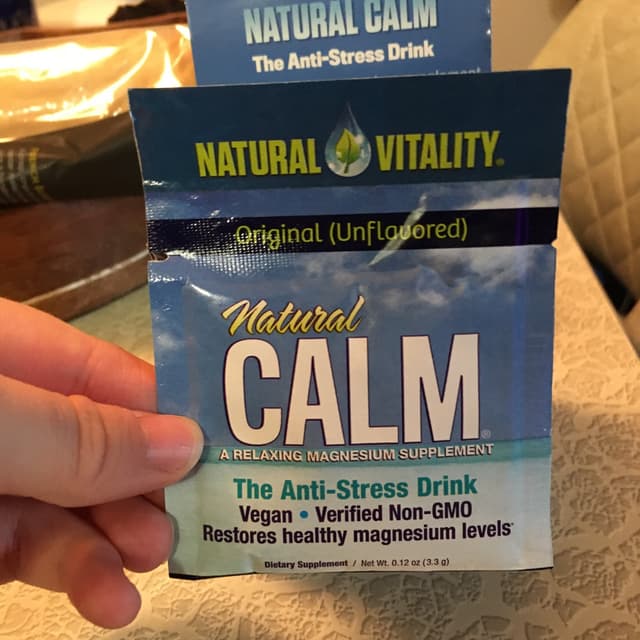 NATURAL CALM
The Anti-Stress Drink
NATURAL VITALITY®
Original (Unflavored)
Natural
CALM®
A RELAXING MAGNESIUM SUPPLEMENT
The Anti-Stress Drink
Vegan • Verified Non-GMO
Restores healthy magnesium levels*
Dietary Supplement / Net Wt. 0.12 oz (3.3 g)